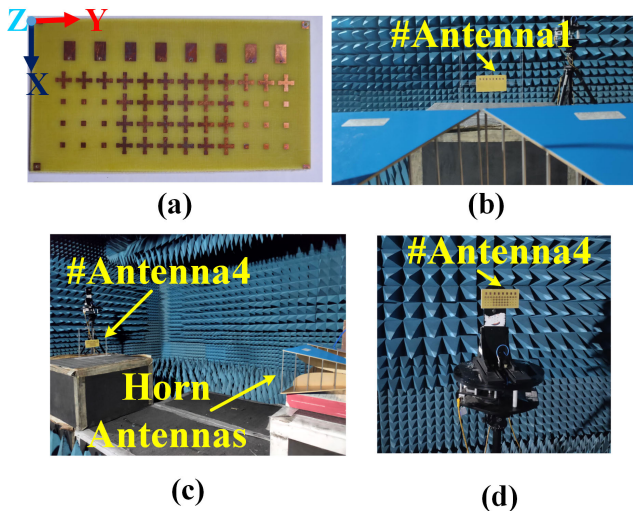 Z Y
X
#Antenna1
(a)
(b)
#Antenna4
Horn
Antennas
#Antenna4
(c)
(d)